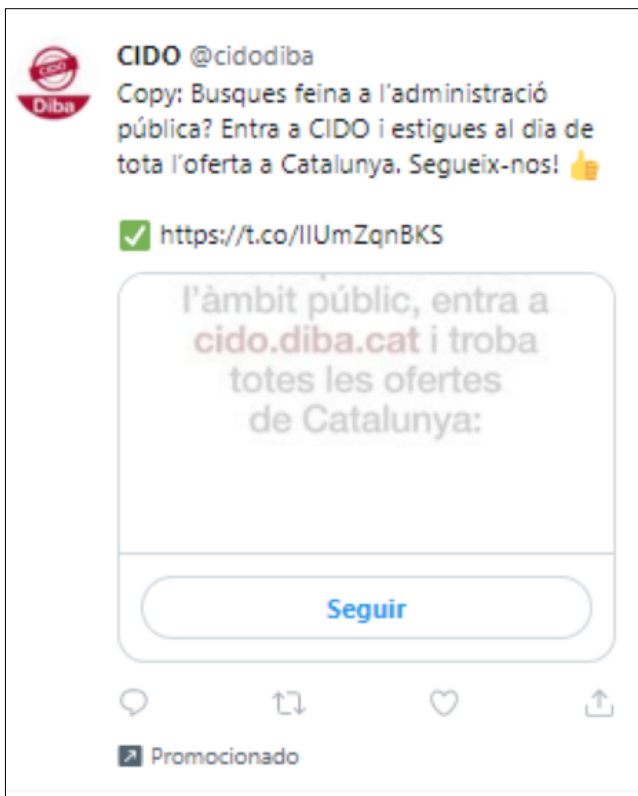 CIDO @cidodiba
CIDO
Diba
Copy: Busques feina a l'administració
pública? Entra a CIDO i estigues al dia de
tota l'oferta a Catalunya. Segueix-nos! 👍
✅ https://t.co/IIUmZqnBKS
l'àmbit públic, entra a
cido.diba.cat i troba
totes les ofertes
de Catalunya:
Seguir
Promocionado